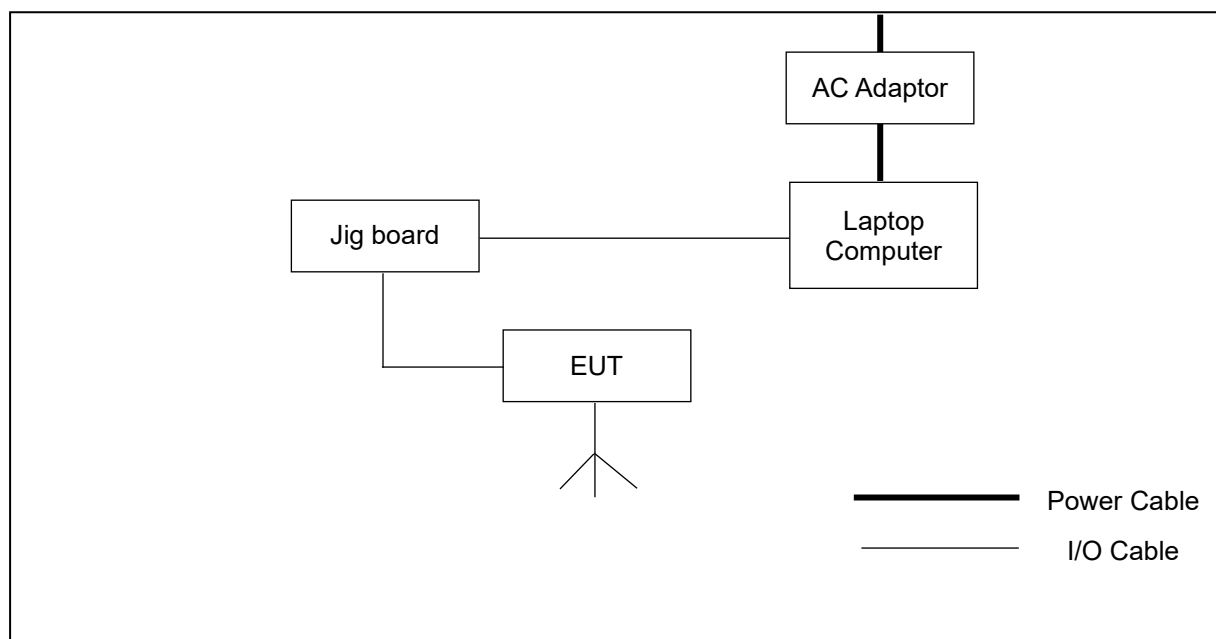 AC Adaptor
Laptop
Computer
Jig board
EUT
Power Cable
I/O Cable